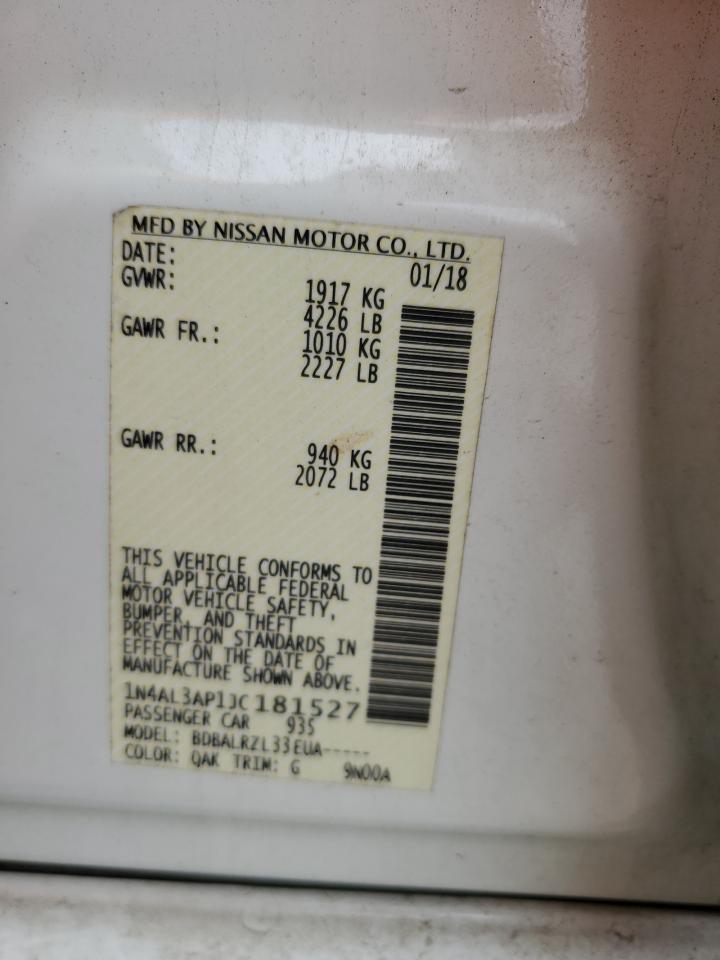 MFD BY NISSAN MOTOR CO., LTD.
DATE: 01/18
GVWR: 1917 KG
4226 LB
GAWR FR.: 1010 KG
2227 LB
GAWR RR.: 940 KG
2072 LB
THIS VEHICLE CONFORMS TO
ALL APPLICABLE FEDERAL
MOTOR VEHICLE SAFETY,
BUMPER, AND THEFT
PREVENTION STANDARDS IN
EFFECT ON THE DATE OF
MANUFACTURE SHOWN ABOVE.
1N4AL3AP1JC181527
PASSENGER CAR 935
MODEL: BDBALRZL33EUA-----
COLOR: QAK TRIM: G 9N00A